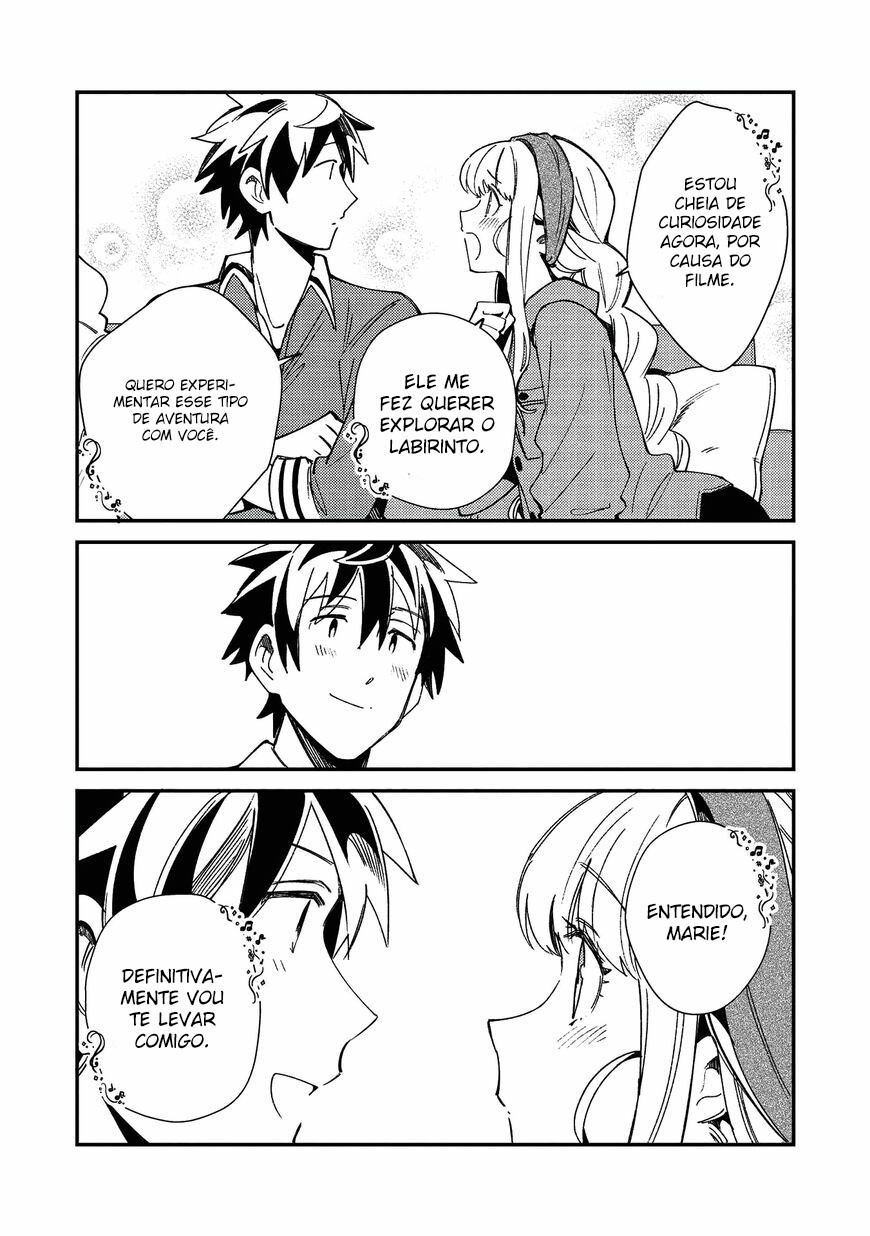 ESTOU
CHEIA DE
CURIOSIDADE
AGORA, POR
CAUSA DO
FILME.
ELE ME
FEZ QUERER
EXPLORAR O
LABIRINTO.
QUERO EXPERI-
MENTAR ESSE TIPO
DE AVENTURA
COM VOCÊ.
ENTENDIDO,
MARIE!
DEFINITIVA-
MENTE VOU
TE LEVAR
COMIGO.